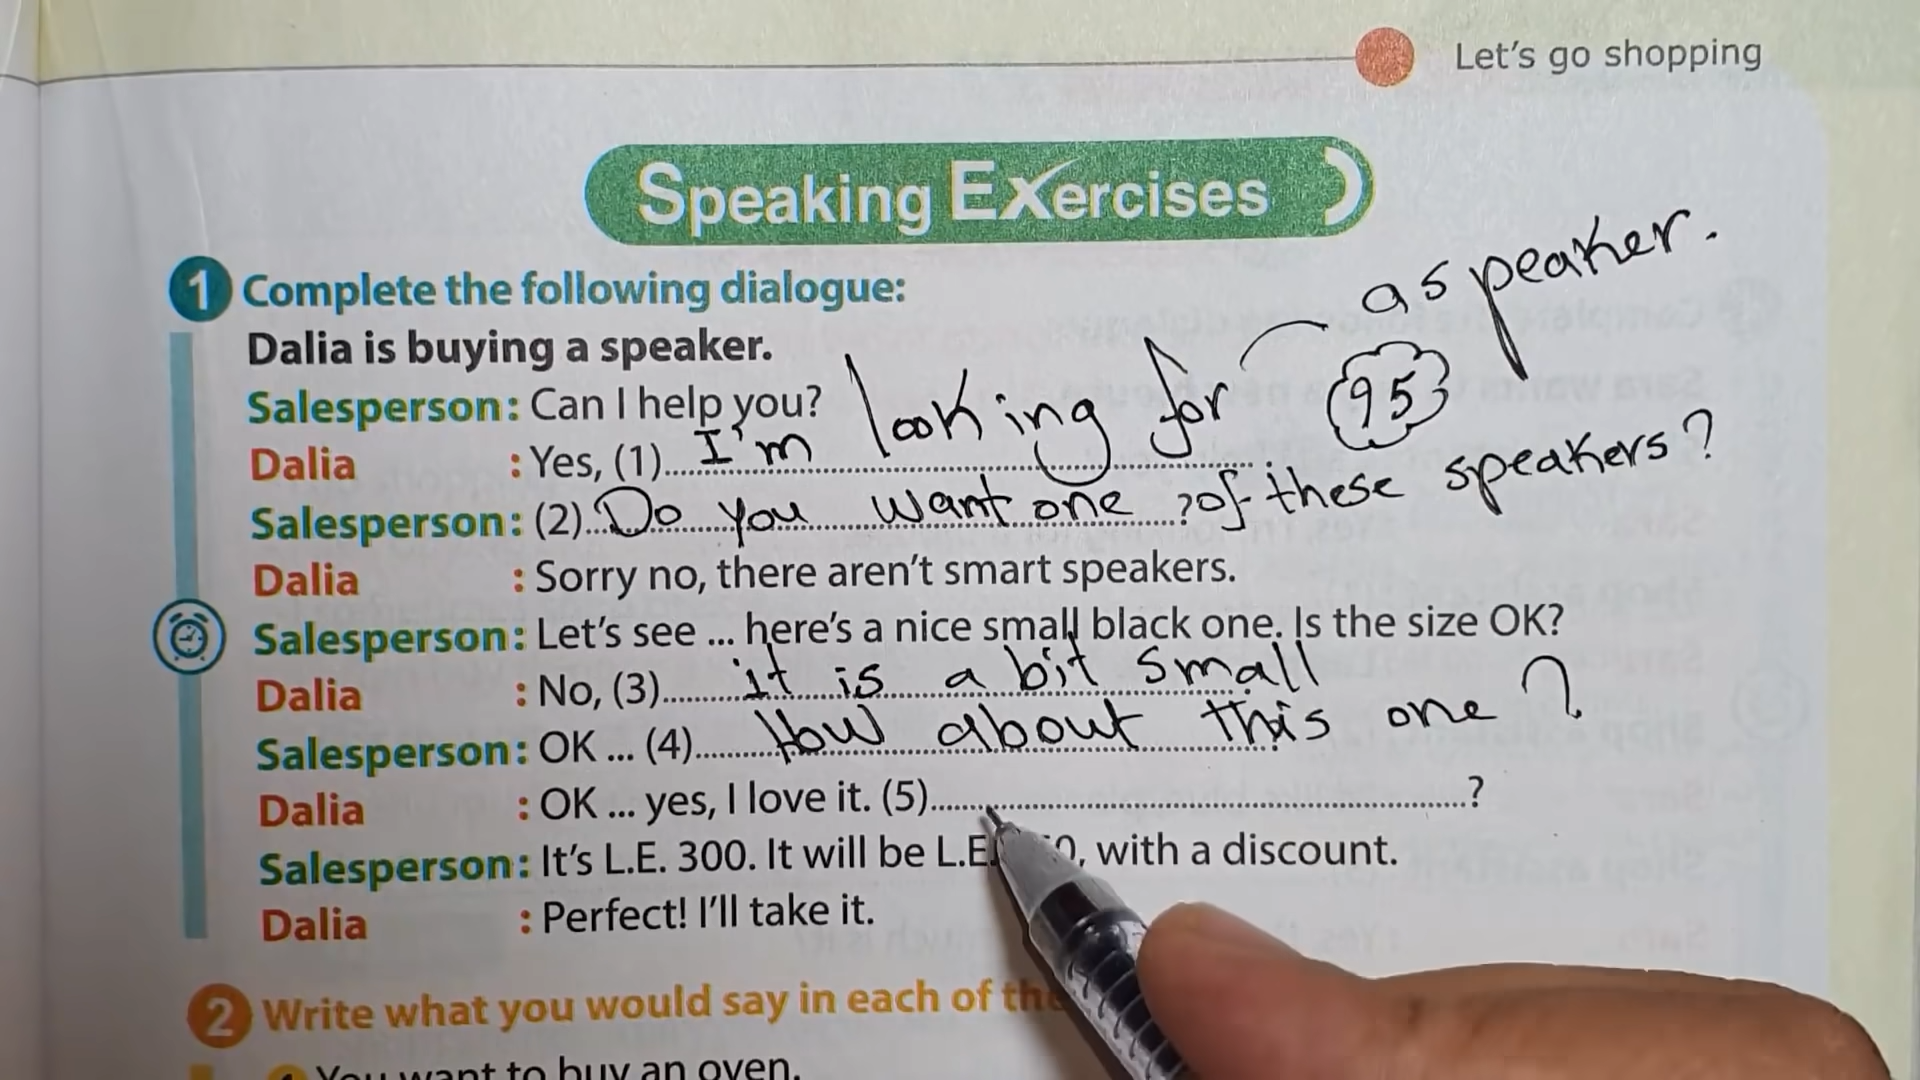 Let's go shopping
Speaking Exercises
1 Complete the following dialogue:
Dalia is buying a speaker.
Salesperson: Can I help you?
Dalia : Yes, (1) I'm looking for a speaker.
95
Salesperson: (2) Do you want one ? of these speakers?
Dalia : Sorry no, there aren't smart speakers.
Salesperson: Let's see ... here's a nice small black one. Is the size OK?
Dalia : No, (3) it is a bit small
Salesperson: OK ... (4) How about this one ?
Dalia : OK ... yes, I love it. (5)..........?
Salesperson: It's L.E. 300. It will be L.E. 0, with a discount.
Dalia : Perfect! I'll take it.
2 Write what you would say in each of the
1 You want to buy an oven.